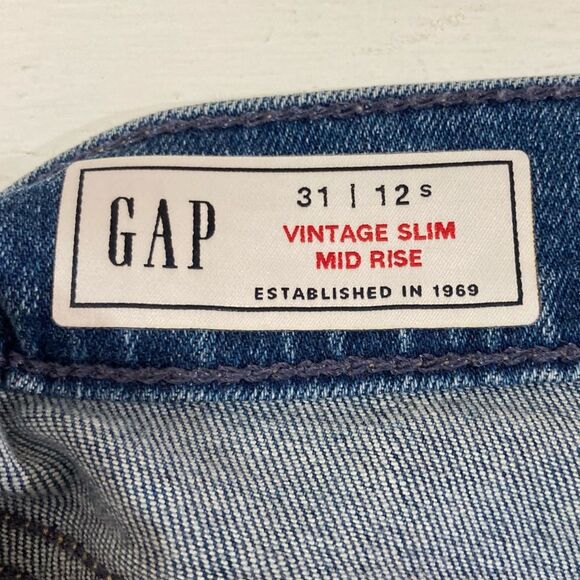 GAP
31 | 12 s
VINTAGE SLIM
MID RISE
ESTABLISHED IN 1969